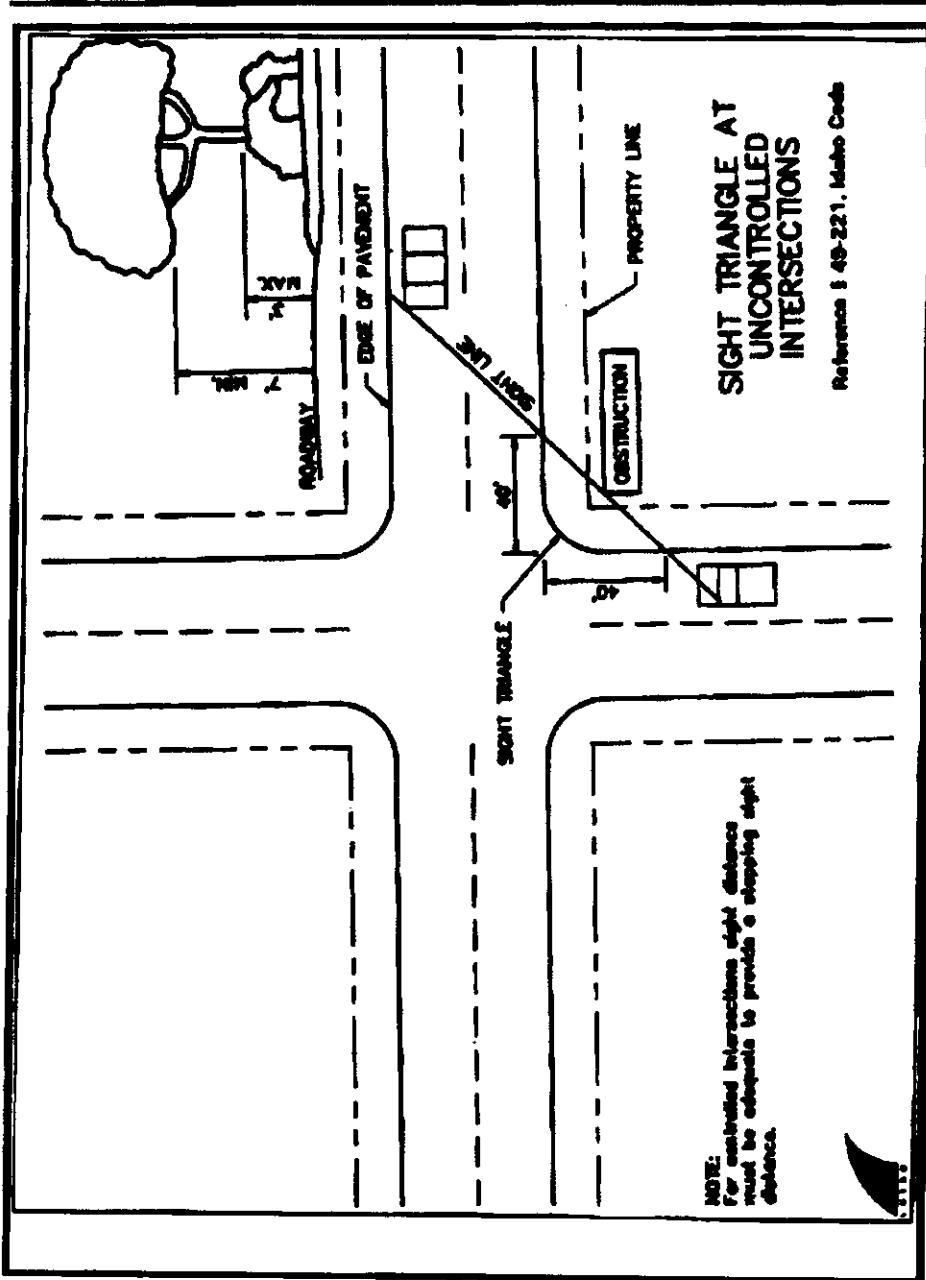 7' MIN.
MAX.
ROADWAY
EDGE OF PAVEMENT
SIGHT LINE
40'
40'
SIGHT TRIANGLE
OBSTRUCTION
PROPERTY LINE
SIGHT TRIANGLE AT
UNCONTROLLED
INTERSECTIONS
Reference § 49-221, Idaho Code
NOTE:
For controlled intersections sight distance
must be adequate to provide a stopping sight
distance.